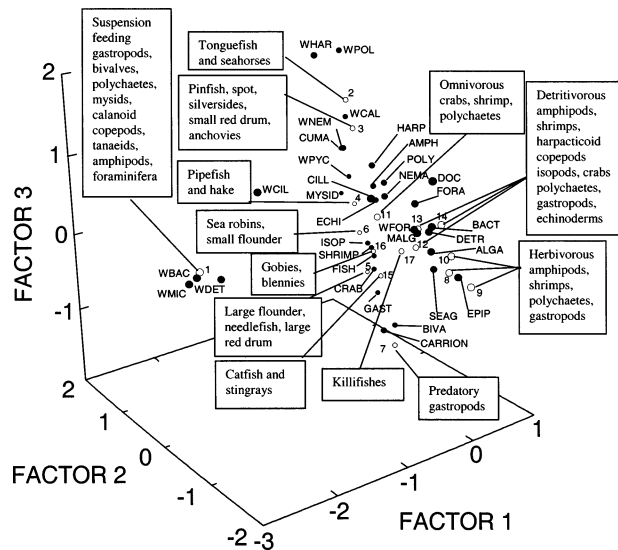 Suspension
feeding
gastropods,
bivalves,
polychaetes,
mysids,
calanoid
copepods,
tanaeids,
amphipods,
foraminifera
Tonguefish
and seahorses
WHAR
WPOL
Pinfish, spot,
silversides,
small red drum,
anchovies
2
WCAL
3
WNEM
CUMA
Omnivorous
crabs, shrimp,
polychaetes
Detritivorous
amphipods,
shrimps,
harpacticoid
copepods
isopods, crabs
polychaetes,
gastropods,
echinoderms
HARP
AMPH
POLY
NEMA
WPYC
CILL
MYSID
Pipefish
and hake
WCIL
4
ECHI
11
DOC
FORA
Sea robins,
small flounder
6
WFOR
13
14
BACT
MALG
12
DETR
ISOP
16
SHRIMP
17
ALGA
10
Gobies,
blennies
FISH
5
15
CRAB
8
9
Herbivorous
amphipods,
shrimps,
polychaetes,
gastropods
WBAC
1
WMIC
WDET
GAST
SEAG
EPIP
Large flounder,
needlefish, large
red drum
BIVA
CARRION
7
Catfish and
stingrays
Killifishes
Predatory
gastropods
FACTOR 3
2
1
0
-1
FACTOR 2
2
1
0
-1
-2
FACTOR 1
-3
-2
-1
0
1